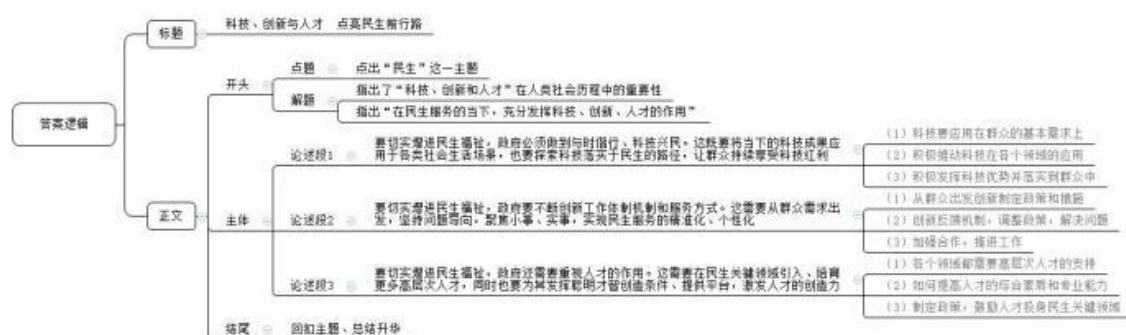 标题
科技、创新与人才 点亮民生前行路
答案逻辑
正文
开头
点题
点出“民生”这一主题
解题
指出了“科技、创新和人才”在人类社会历程中的重要性
指出“在民生服务的当下，充分发挥科技、创新、人才的作用”
主体
论述段1
要切实增进民生福祉，政府必须做到与时偕行、科技兴民。这既要将当下的科技成果应
用于各类社会生活场景，也要探索科技落实于民生的路径，让群众持续享受科技红利
（1）科技要应用在群众的基本需求上
（2）积极推动科技在各个领域的应用
（3）积极发挥科技优势并落实到群众中
论述段2
要切实增进民生福祉，政府要不断创新工作体制机制和服务方式。这需要从群众需求出
发，坚持问题导向，聚焦小事、实事，实现民生服务的精准化、个性化
（1）从群众出发创新制定政策和措施
（2）创新反馈机制，调整政策，解决问题
（3）加强合作，推进工作
论述段3
要切实增进民生福祉，政府还需要重视人才的作用。这需要在民生关键领域引入、培育
更多高层次人才，同时也要为其发挥聪明才智创造条件、提供平台，激发人才的创造力
（1）各个领域都需要高层次人才的支持
（2）如何提高人才的综合素质和专业能力
（3）制定政策，鼓励人才投身民生关键领域
结尾
回扣主题、总结升华